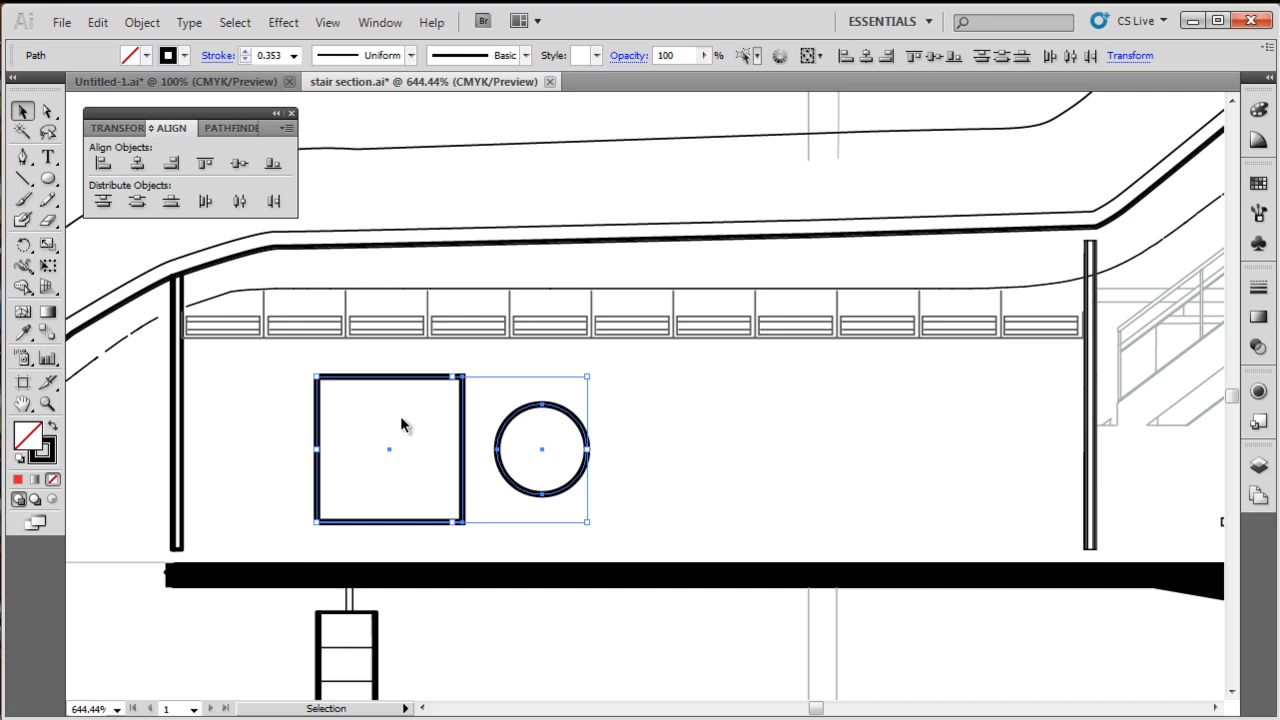 Ai File Edit Object Type Select Effect View Window Help Br ESSENTIALS CS Live
Path Stroke: 0.353 Uniform Basic Style: Opacity: 100 % Transform
Untitled-1.ai* @ 100% (CMYK/Preview) stair section.ai* @ 644.44% (CMYK/Preview)
TRANSFOR ALIGN PATHFINDE
Align Objects:
Distribute Objects:
644.44% 1 Selection